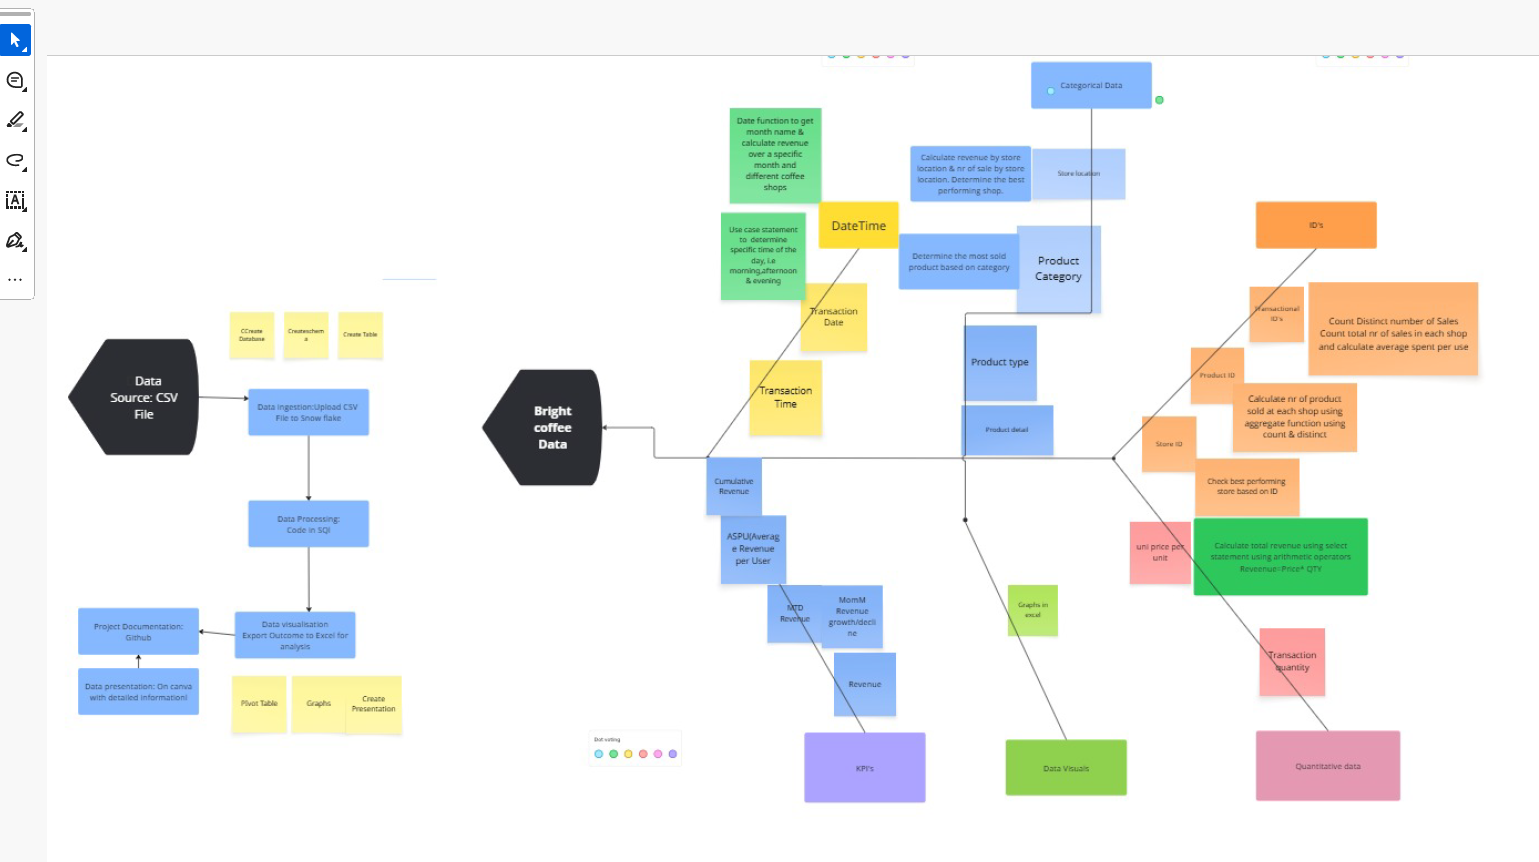 CCreate
Database
Createschem
a
Create Table
Data
Source: CSV
File
Data ingestion:Upload CSV
File to Snow flake
Data Processing:
Code in SQl
Data visualisation
Export Outcome to Excel for
analysis
Project Documentation:
Github
Data presentation: On canva
with detailed informationl
PIvot Table
Graphs
Create
Presentation
Bright
coffee
Data
Date function to get
month name &
calculate revenue
over a specific
month and
different coffee
shops
Use case statement
to determine
specific time of the
day, i.e
morning,afternoon
& evening
DateTime
Transaction
Date
Transaction
Time
Categorical Data
Calculate revenue by store
location & nr of sale by store
location. Determine the best
performing shop.
Store location
Determine the most sold
product based on category
Product
Category
Product type
Product detail
ID's
Transactional
ID's
Count Distinct number of Sales
Count total nr of sales in each shop
and calculate average spent per use
Product ID
Calculate nr of product
sold at each shop using
aggregate function using
count & distinct
Store ID
Check best performing
store based on ID
Cumulative
Revenue
ASPU(Averag
e Revenue
per User
MTD
Revenue
MomM
Revenue
growth/decli
ne
Revenue
KPI's
Graphs in
excel
Data Visuals
uni price per
unit
Calculate total revenue using select
statement using arithmetic operators
Reveenue=Price* QTY
Transaction
quantity
Quantitative data
Dot voting